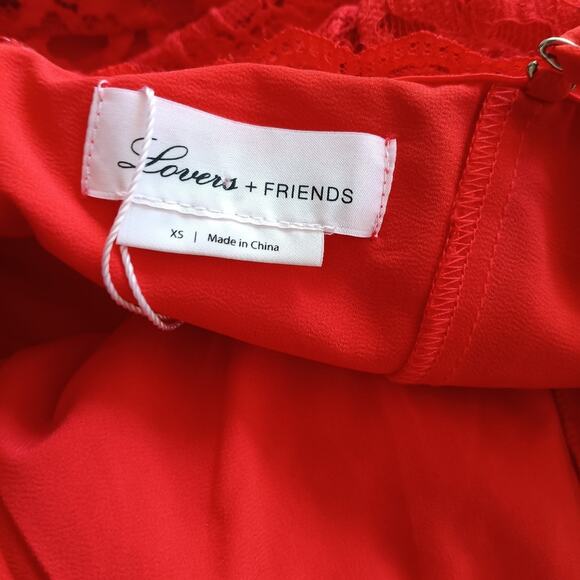 Lovers + FRIENDS
XS | Made in China